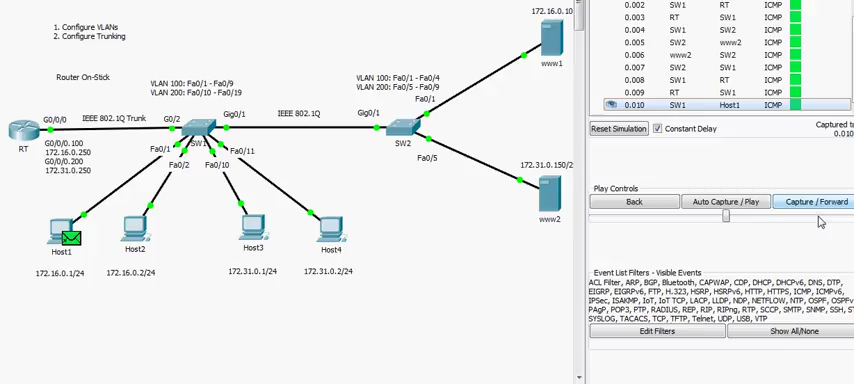 1. Configure VLANs
2. Configure Trunking
Router On-Stick
VLAN 100: Fa0/1 - Fa0/9
VLAN 200: Fa0/10 - Fa0/19
VLAN 100: Fa0/1 - Fa0/4
VLAN 200: Fa0/5 - Fa0/9
172.16.0.10
www1
Fa0/1
G0/0/0
IEEE 802.1Q Trunk
G0/2
Gig0/1
IEEE 802.1Q
Gig0/1
RT
SW1
SW2
G0/0/0.100
172.16.0.250
G0/0/0.200
172.31.0.250
Fa0/1
Fa0/2
Fa0/10
Fa0/11
Fa0/5
172.31.0.150/2
www2
Host1
Host2
Host3
Host4
172.16.0.1/24
172.16.0.2/24
172.31.0.1/24
172.31.0.2/24
0.002 SW1 RT ICMP
0.003 RT SW1 ICMP
0.004 SW1 SW2 ICMP
0.005 SW2 www2 ICMP
0.006 www2 SW2 ICMP
0.007 SW2 SW1 ICMP
0.008 SW1 RT ICMP
0.009 RT SW1 ICMP
0.010 SW1 Host1 ICMP
Reset Simulation
Constant Delay
Captured to
0.010
Play Controls
Back
Auto Capture / Play
Capture / Forward
Event List Filters - Visible Events
ACL Filter, ARP, BGP, Bluetooth, CAPWAP, CDP, DHCP, DHCPv6, DNS, DTP,
EIGRP, EIGRPv6, FTP, H.323, HSRP, HSRPv6, HTTP, HTTPS, ICMP, ICMPv6,
IPSec, ISAKMP, IoT, IoT TCP, LACP, LLDP, NDP, NETFLOW, NTP, OSPF, OSPFv
PAgP, POP3, PTP, RADIUS, REP, RIP, RIPng, RTP, SCCP, SMTP, SNMP, SSH, ST
SYSLOG, TACACS, TCP, TFTP, Telnet, UDP, USB, VTP
Edit Filters
Show All/None